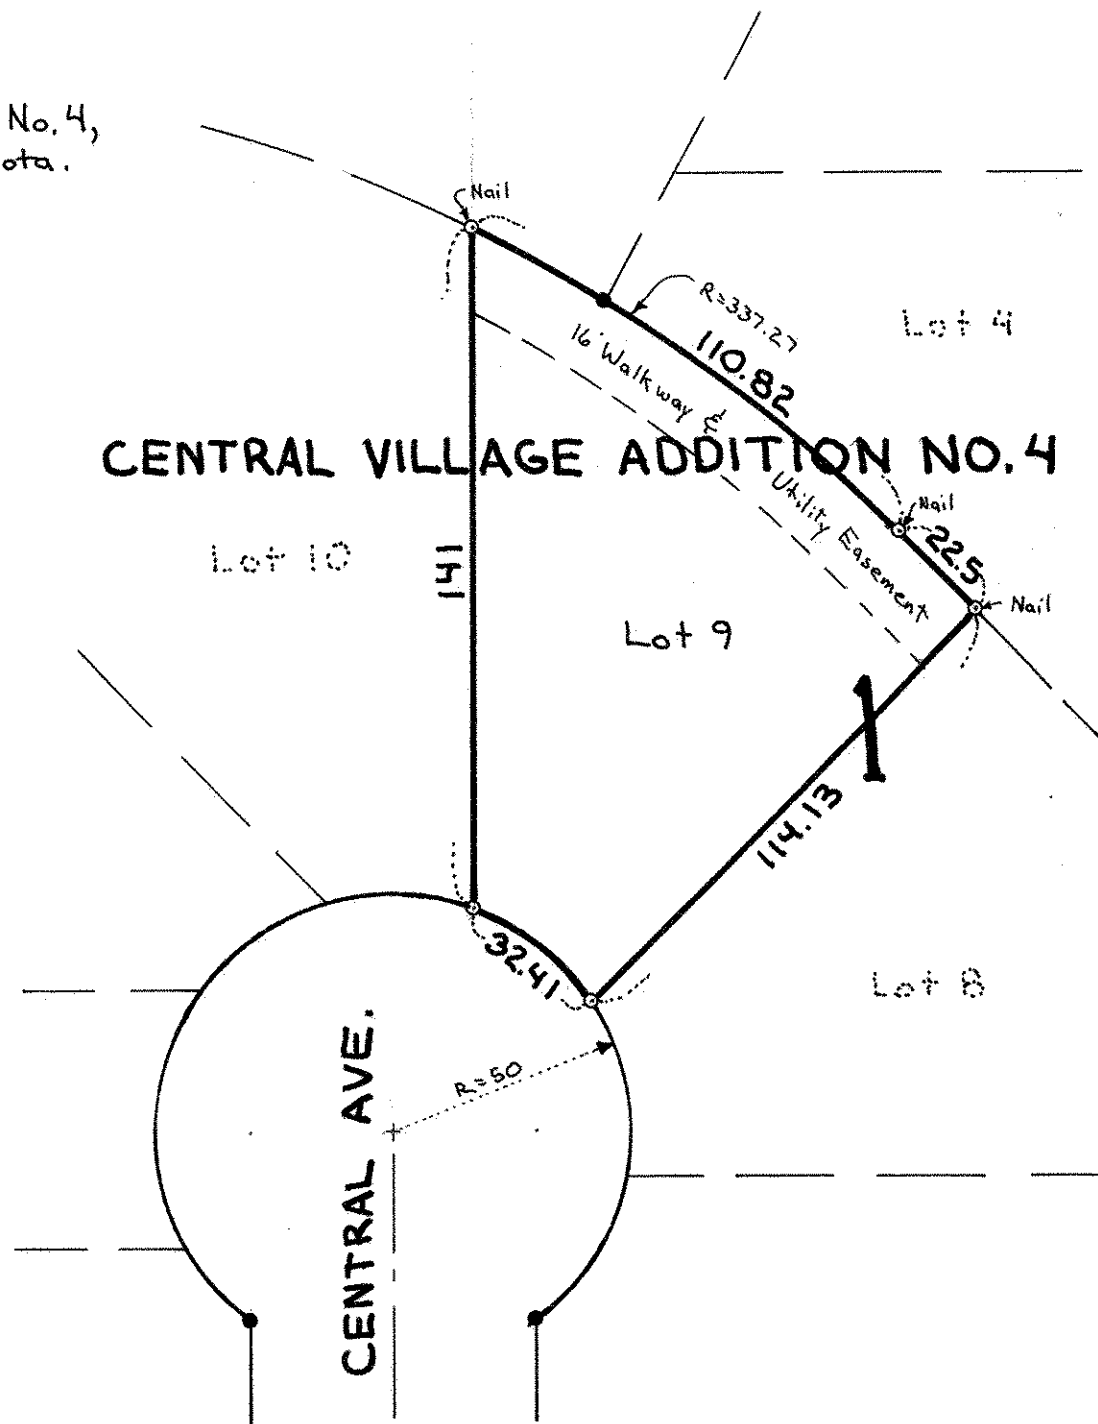 No. 4,
ota.
Nail
R=337.27
Lot 4
16' Walkway &
110.82
CENTRAL VILLAGE ADDITION NO. 4
Utility Easement
Nail
22.5
Lot 10
141
Nail
Lot 9
1
114.13
32.41
Lot 8
R=50
CENTRAL AVE.